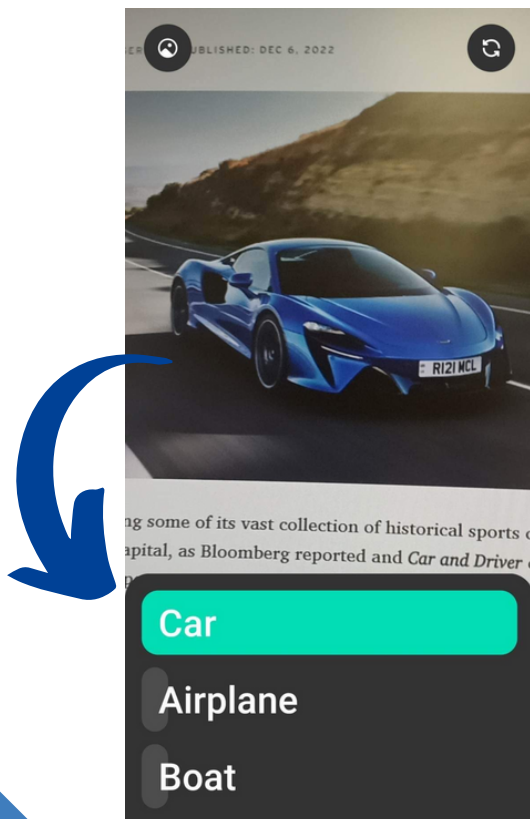 UBLISHED: DEC 6, 2022
R121 MCL
ng some of its vast collection of historical sports
apital, as Bloomberg reported and Car and Driver
Car
Airplane
Boat